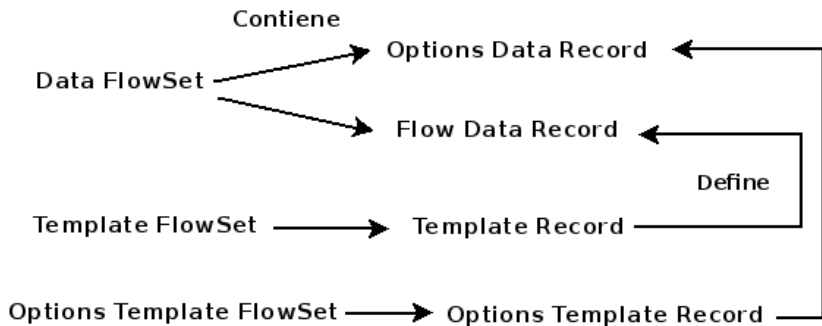 Contiene
Options Data Record
Data FlowSet
Flow Data Record
Define
Template FlowSet
Template Record
Options Template FlowSet
Options Template Record